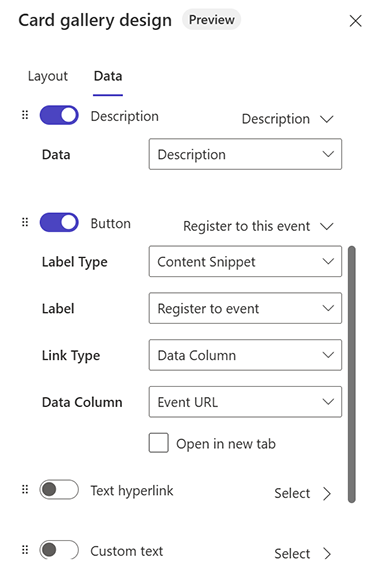 Card gallery design Preview
Layout Data
Description Description
Data Description
Button Register to this event
Label Type Content Snippet
Label Register to event
Link Type Data Column
Data Column Event URL
Open in new tab
Text hyperlink Select
Custom text Select